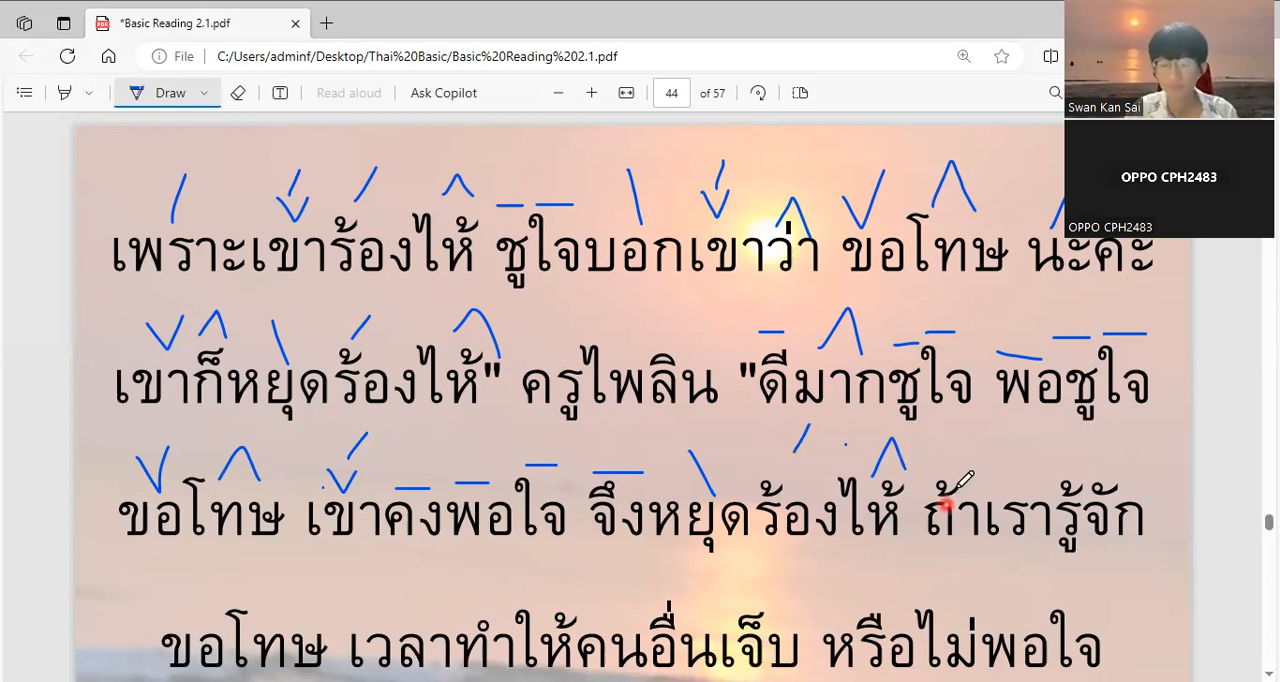 *Basic Reading 2.1.pdf
File C:/Users/adminf/Desktop/Thai%20Basic/Basic%20Reading%202.1.pdf
Draw Read aloud Ask Copilot 44 of 57
Swan Kan Sai
OPPO CPH2483
OPPO CPH2483
เพราะเขาร้องไห้ ชูใจบอกเขาว่า ขอโทษ นะคะ
เขาก็หยุดร้องไห้" ครูไพลิน "ดีมากชูใจ พอชูใจ
ขอโทษ เขาคงพอใจ จึงหยุดร้องไห้ ถ้าเรารู้จัก
ขอโทษ เวลาทำให้คนอื่นเจ็บ หรือไม่พอใจ